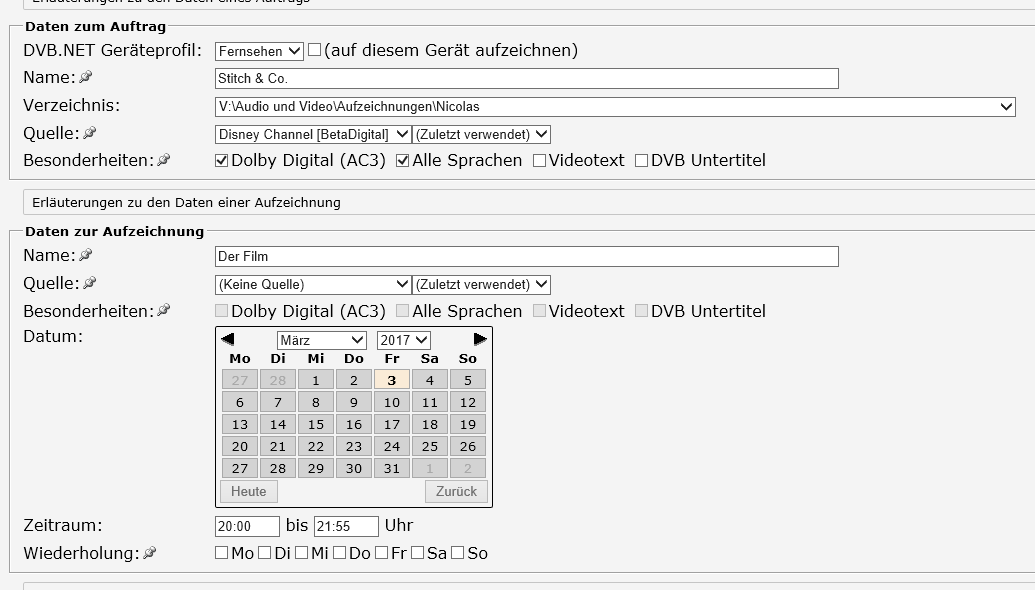 Erläuterungen zu den Daten eines Auftrags
Daten zum Auftrag
DVB.NET Geräteprofil: Fernsehen (auf diesem Gerät aufzeichnen)
Name: Stitch & Co.
Verzeichnis: V:\Audio und Video\Aufzeichnungen\Nicolas
Quelle: Disney Channel [BetaDigital] (Zuletzt verwendet)
Besonderheiten: Dolby Digital (AC3) Alle Sprachen Videotext DVB Untertitel
Erläuterungen zu den Daten einer Aufzeichnung
Daten zur Aufzeichnung
Name: Der Film
Quelle: (Keine Quelle) (Zuletzt verwendet)
Besonderheiten: Dolby Digital (AC3) Alle Sprachen Videotext DVB Untertitel
Datum:
März 2017
Mo Di Mi Do Fr Sa So
27 28 1 2 3 4 5
6 7 8 9 10 11 12
13 14 15 16 17 18 19
20 21 22 23 24 25 26
27 28 29 30 31 1 2
Heute Zurück
Zeitraum: 20:00 bis 21:55 Uhr
Wiederholung: Mo Di Mi Do Fr Sa So